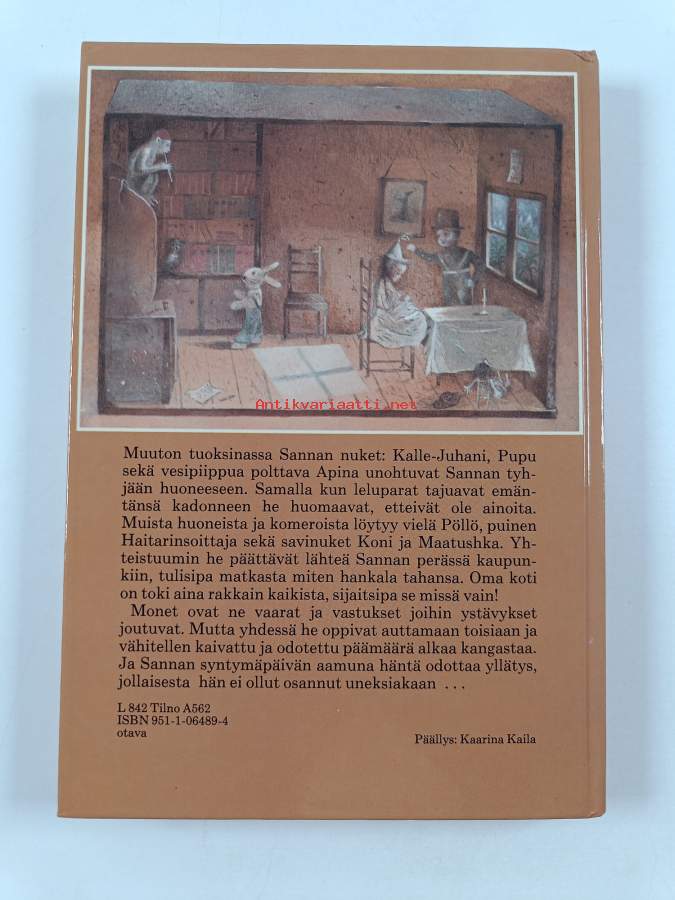 Antikvariaatti.net
Muuton tuoksinassa Sannan nuket: Kalle-Juhani, Pupu
sekä vesipiippua polttava Apina unohtuvat Sannan tyh-
jään huoneeseen. Samalla kun leluparat tajuavat emän-
tänsä kadonneen he huomaavat, etteivät ole ainoita.
Muista huoneista ja komeroista löytyy vielä Pöllö, puinen
Haitarinsoittaja sekä savinuket Koni ja Maatushka. Yh-
teistuumin he päättävät lähteä Sannan perässä kaupun-
kiin, tulisipa matkasta miten hankala tahansa. Oma koti
on toki aina rakkain kaikista, sijaitsipa se missä vain!
Monet ovat ne vaarat ja vastukset joihin ystävykset
joutuvat. Mutta yhdessä he oppivat auttamaan toisiaan ja
vähitellen kaivattu ja odotettu päämäärä alkaa kangastaa.
Ja Sannan syntymäpäivän aamuna häntä odottaa yllätys,
jollaisesta hän ei ollut osannut uneksiakaan ...
L 842 Tilno A562
ISBN 951-1-06489-4
otava
Päällys: Kaarina Kaila